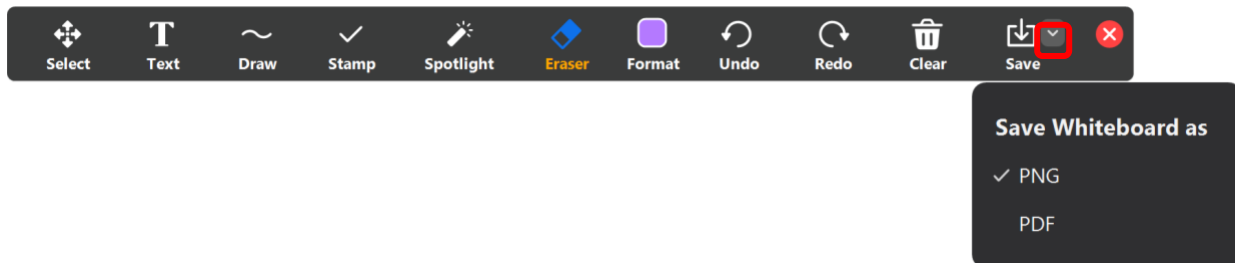 Select Text Draw Stamp Spotlight Eraser Format Undo Redo Clear Save
Save Whiteboard as
PNG
PDF